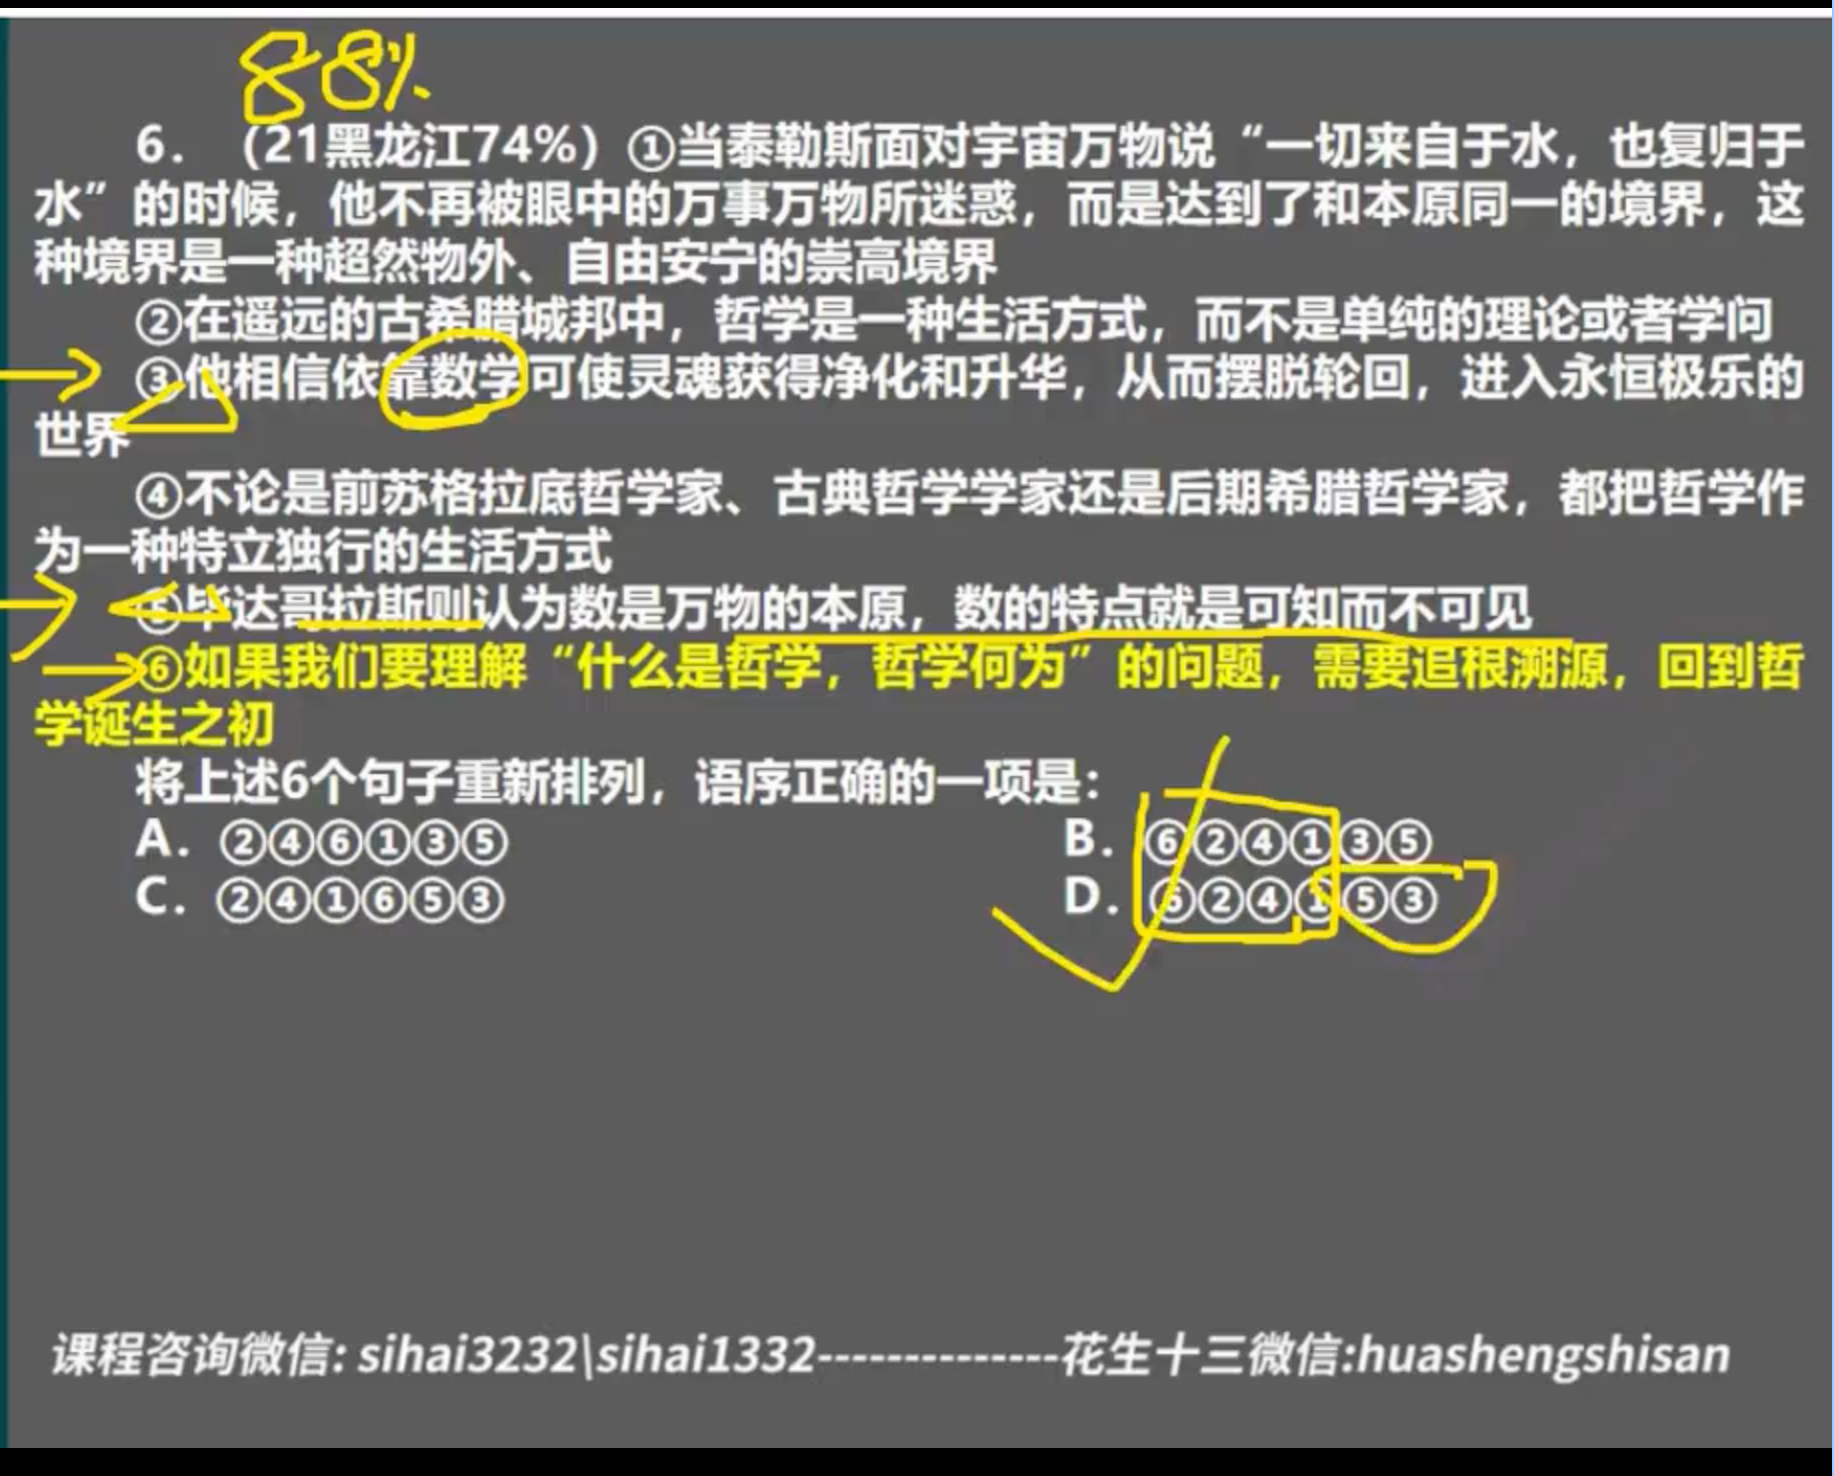 88%
6. （21黑龙江74%）①当泰勒斯面对宇宙万物说“一切来自于水，也复归于
水”的时候，他不再被眼中的万事万物所迷惑，而是达到了和本原同一的境界，这
种境界是一种超然物外、自由安宁的崇高境界
②在遥远的古希腊城邦中，哲学是一种生活方式，而不是单纯的理论或者学问
③他相信依靠数学可使灵魂获得净化和升华，从而摆脱轮回，进入永恒极乐的
世界
④不论是前苏格拉底哲学家、古典哲学学家还是后期希腊哲学家，都把哲学作
为一种特立独行的生活方式
⑤毕达哥拉斯则认为数是万物的本原，数的特点就是可知而不可见
⑥如果我们要理解“什么是哲学，哲学何为”的问题，需要追根溯源，回到哲
学诞生之初
将上述6个句子重新排列，语序正确的一项是：
A. ②④⑥①③⑤ B. ⑥②④①③⑤
C. ②④①⑥⑤③ D. ⑥②④①⑤③
课程咨询微信: sihai3232\sihai1332--------------花生十三微信:huashengshisan